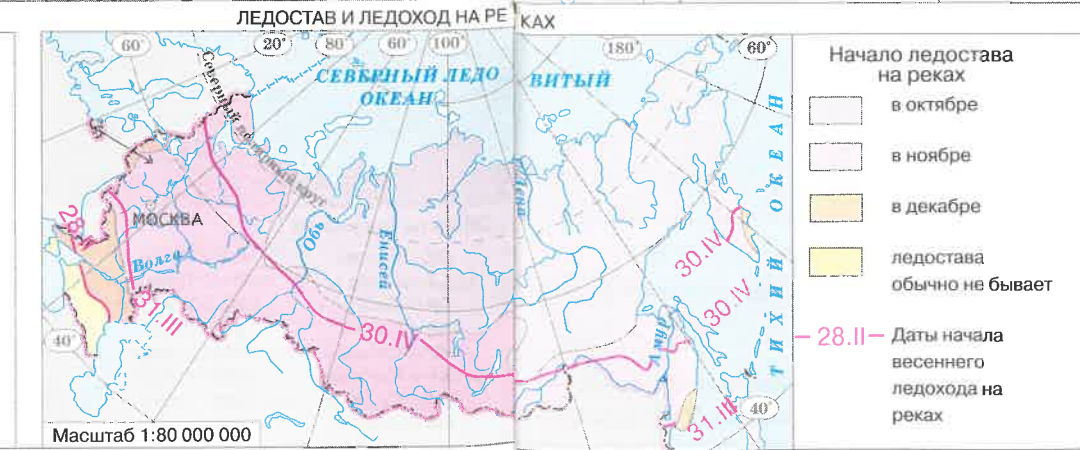 ЛЕДОСТАВ И ЛЕДОХОД НА РЕ КАХ
60°
20°
80°
60°
100°
180°
60°
СЕВЕРНЫЙ ЛЕДО ВИТЫЙ
ОКЕАН
Северный полярный круг
ТИХИЙ ОКЕАН
28.
МОСКВА
Волга
Обь
Енисей
Лена
Амур
31.III
30.IV
30.IV
30.IV
31.III
40°
40°
Масштаб 1:80 000 000
Начало ледостава
на реках
в октябре
в ноябре
в декабре
ледостава
обычно не бывает
28.II
Даты начала
весеннего
ледохода на
реках